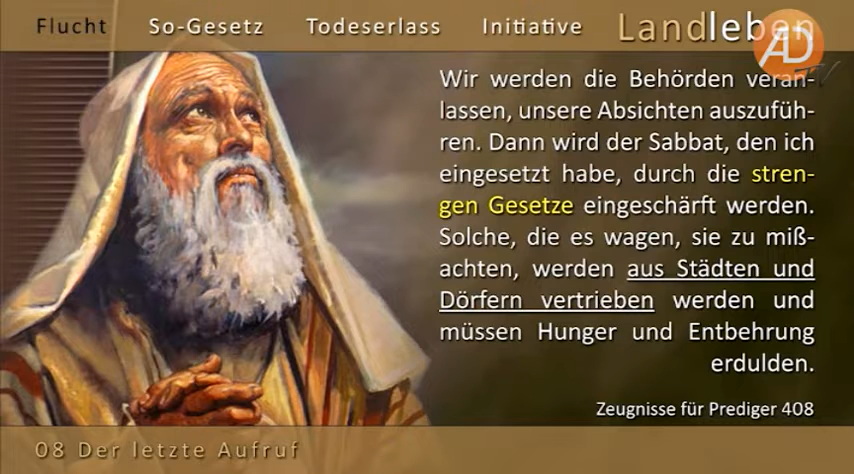 Flucht So-Gesetz Todeserlass Initiative Landleben
AD
TV
Wir werden die Behörden veran-
lassen, unsere Absichten auszufüh-
ren. Dann wird der Sabbat, den ich
eingesetzt habe, durch die stren-
gen Gesetze eingeschärft werden.
Solche, die es wagen, sie zu miß-
achten, werden aus Städten und
Dörfern vertrieben werden und
müssen Hunger und Entbehrung
erdulden.
Zeugnisse für Prediger 408
08 Der letzte Aufruf